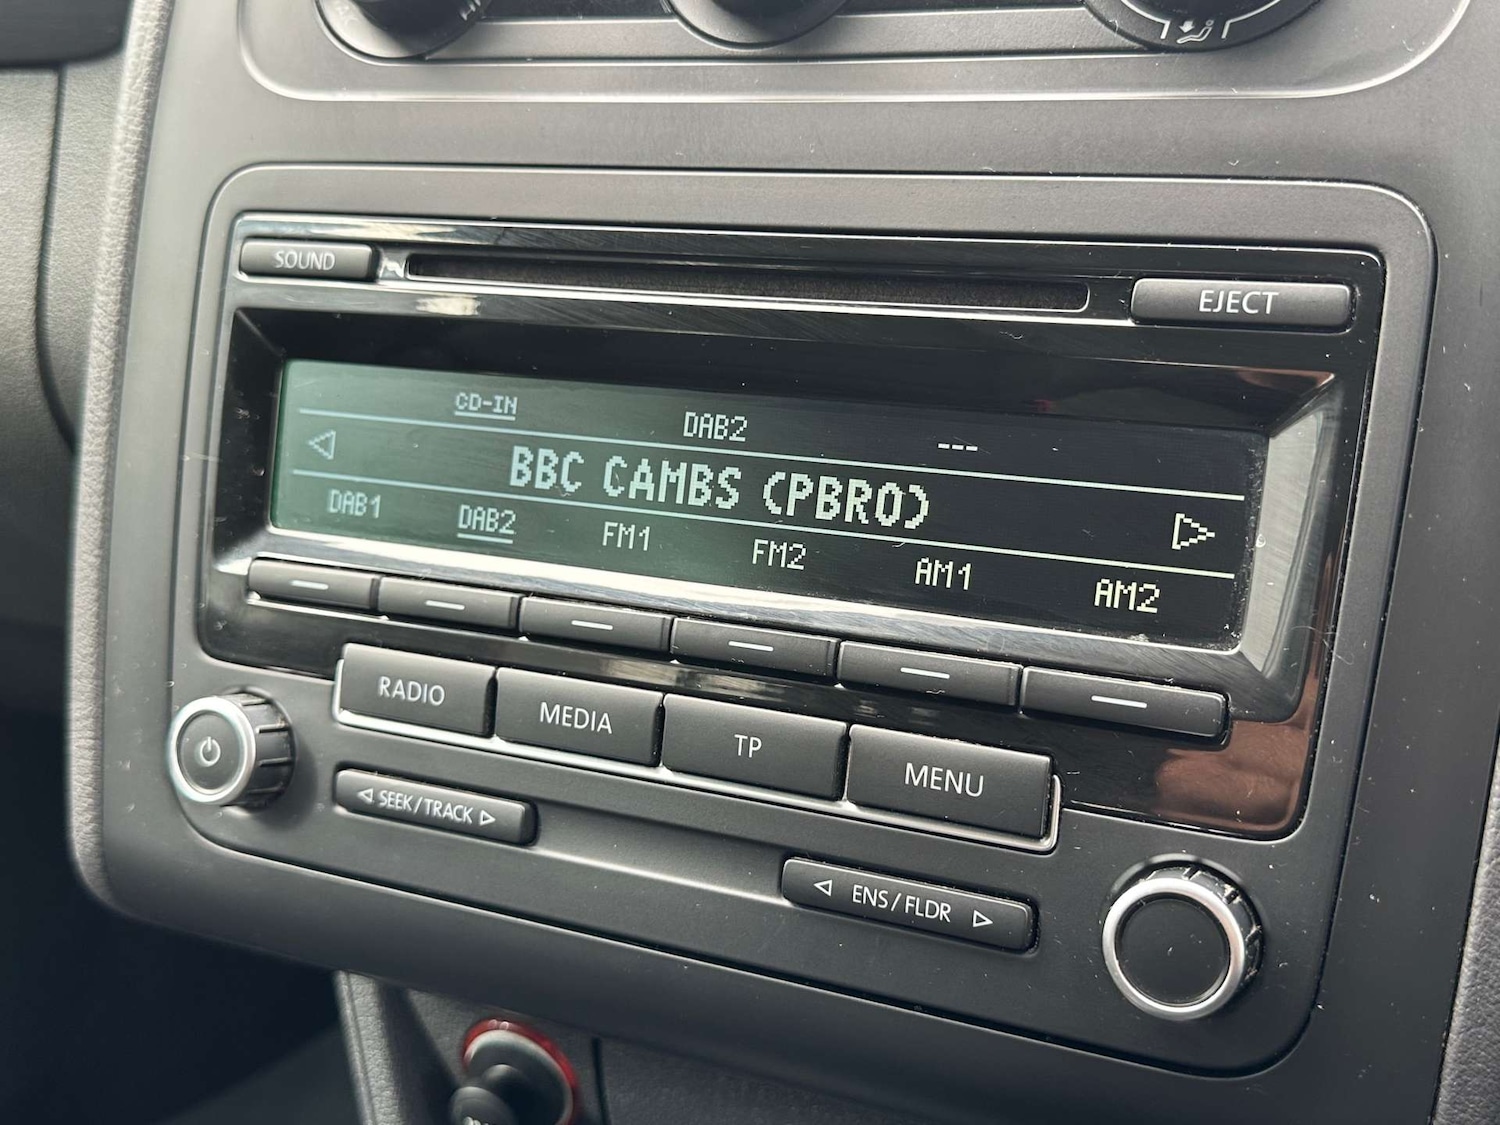 SOUND
EJECT
CD-IN
DAB2
---
BBC CAMBS (PBRO)
DAB1 DAB2 FM1 FM2 AM1 AM2
RADIO MEDIA TP MENU
SEEK/TRACK
ENS/FLDR